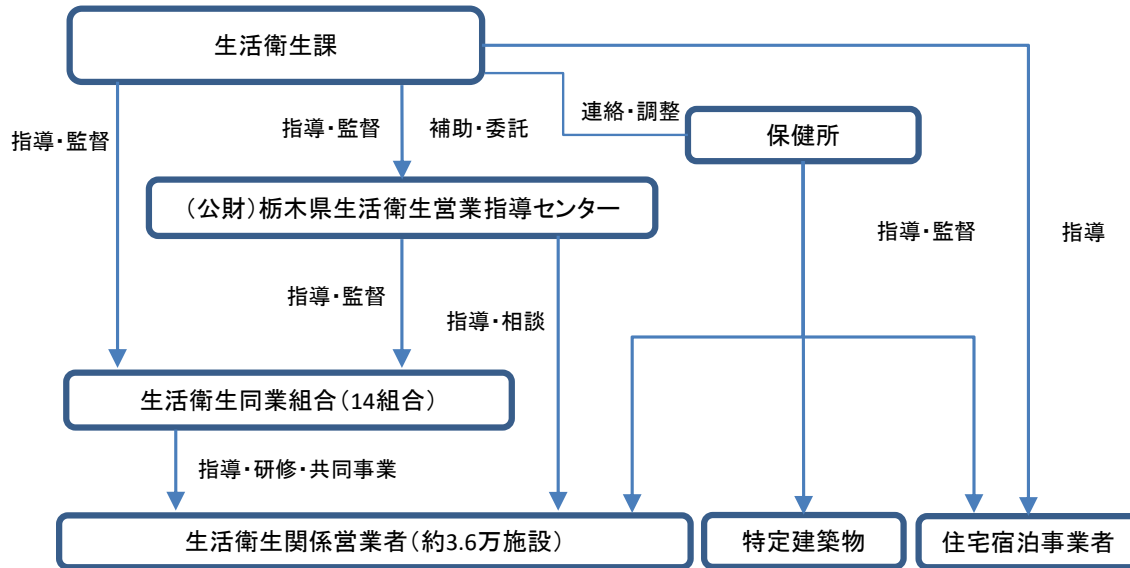 生活衛生課
指導・監督
指導・監督
補助・委託
連絡・調整
保健所
(公財)栃木県生活衛生営業指導センター
指導・監督
指導
指導・監督
指導・相談
生活衛生同業組合(14組合)
指導・研修・共同事業
生活衛生関係営業者(約3.6万施設)
特定建築物
住宅宿泊事業者